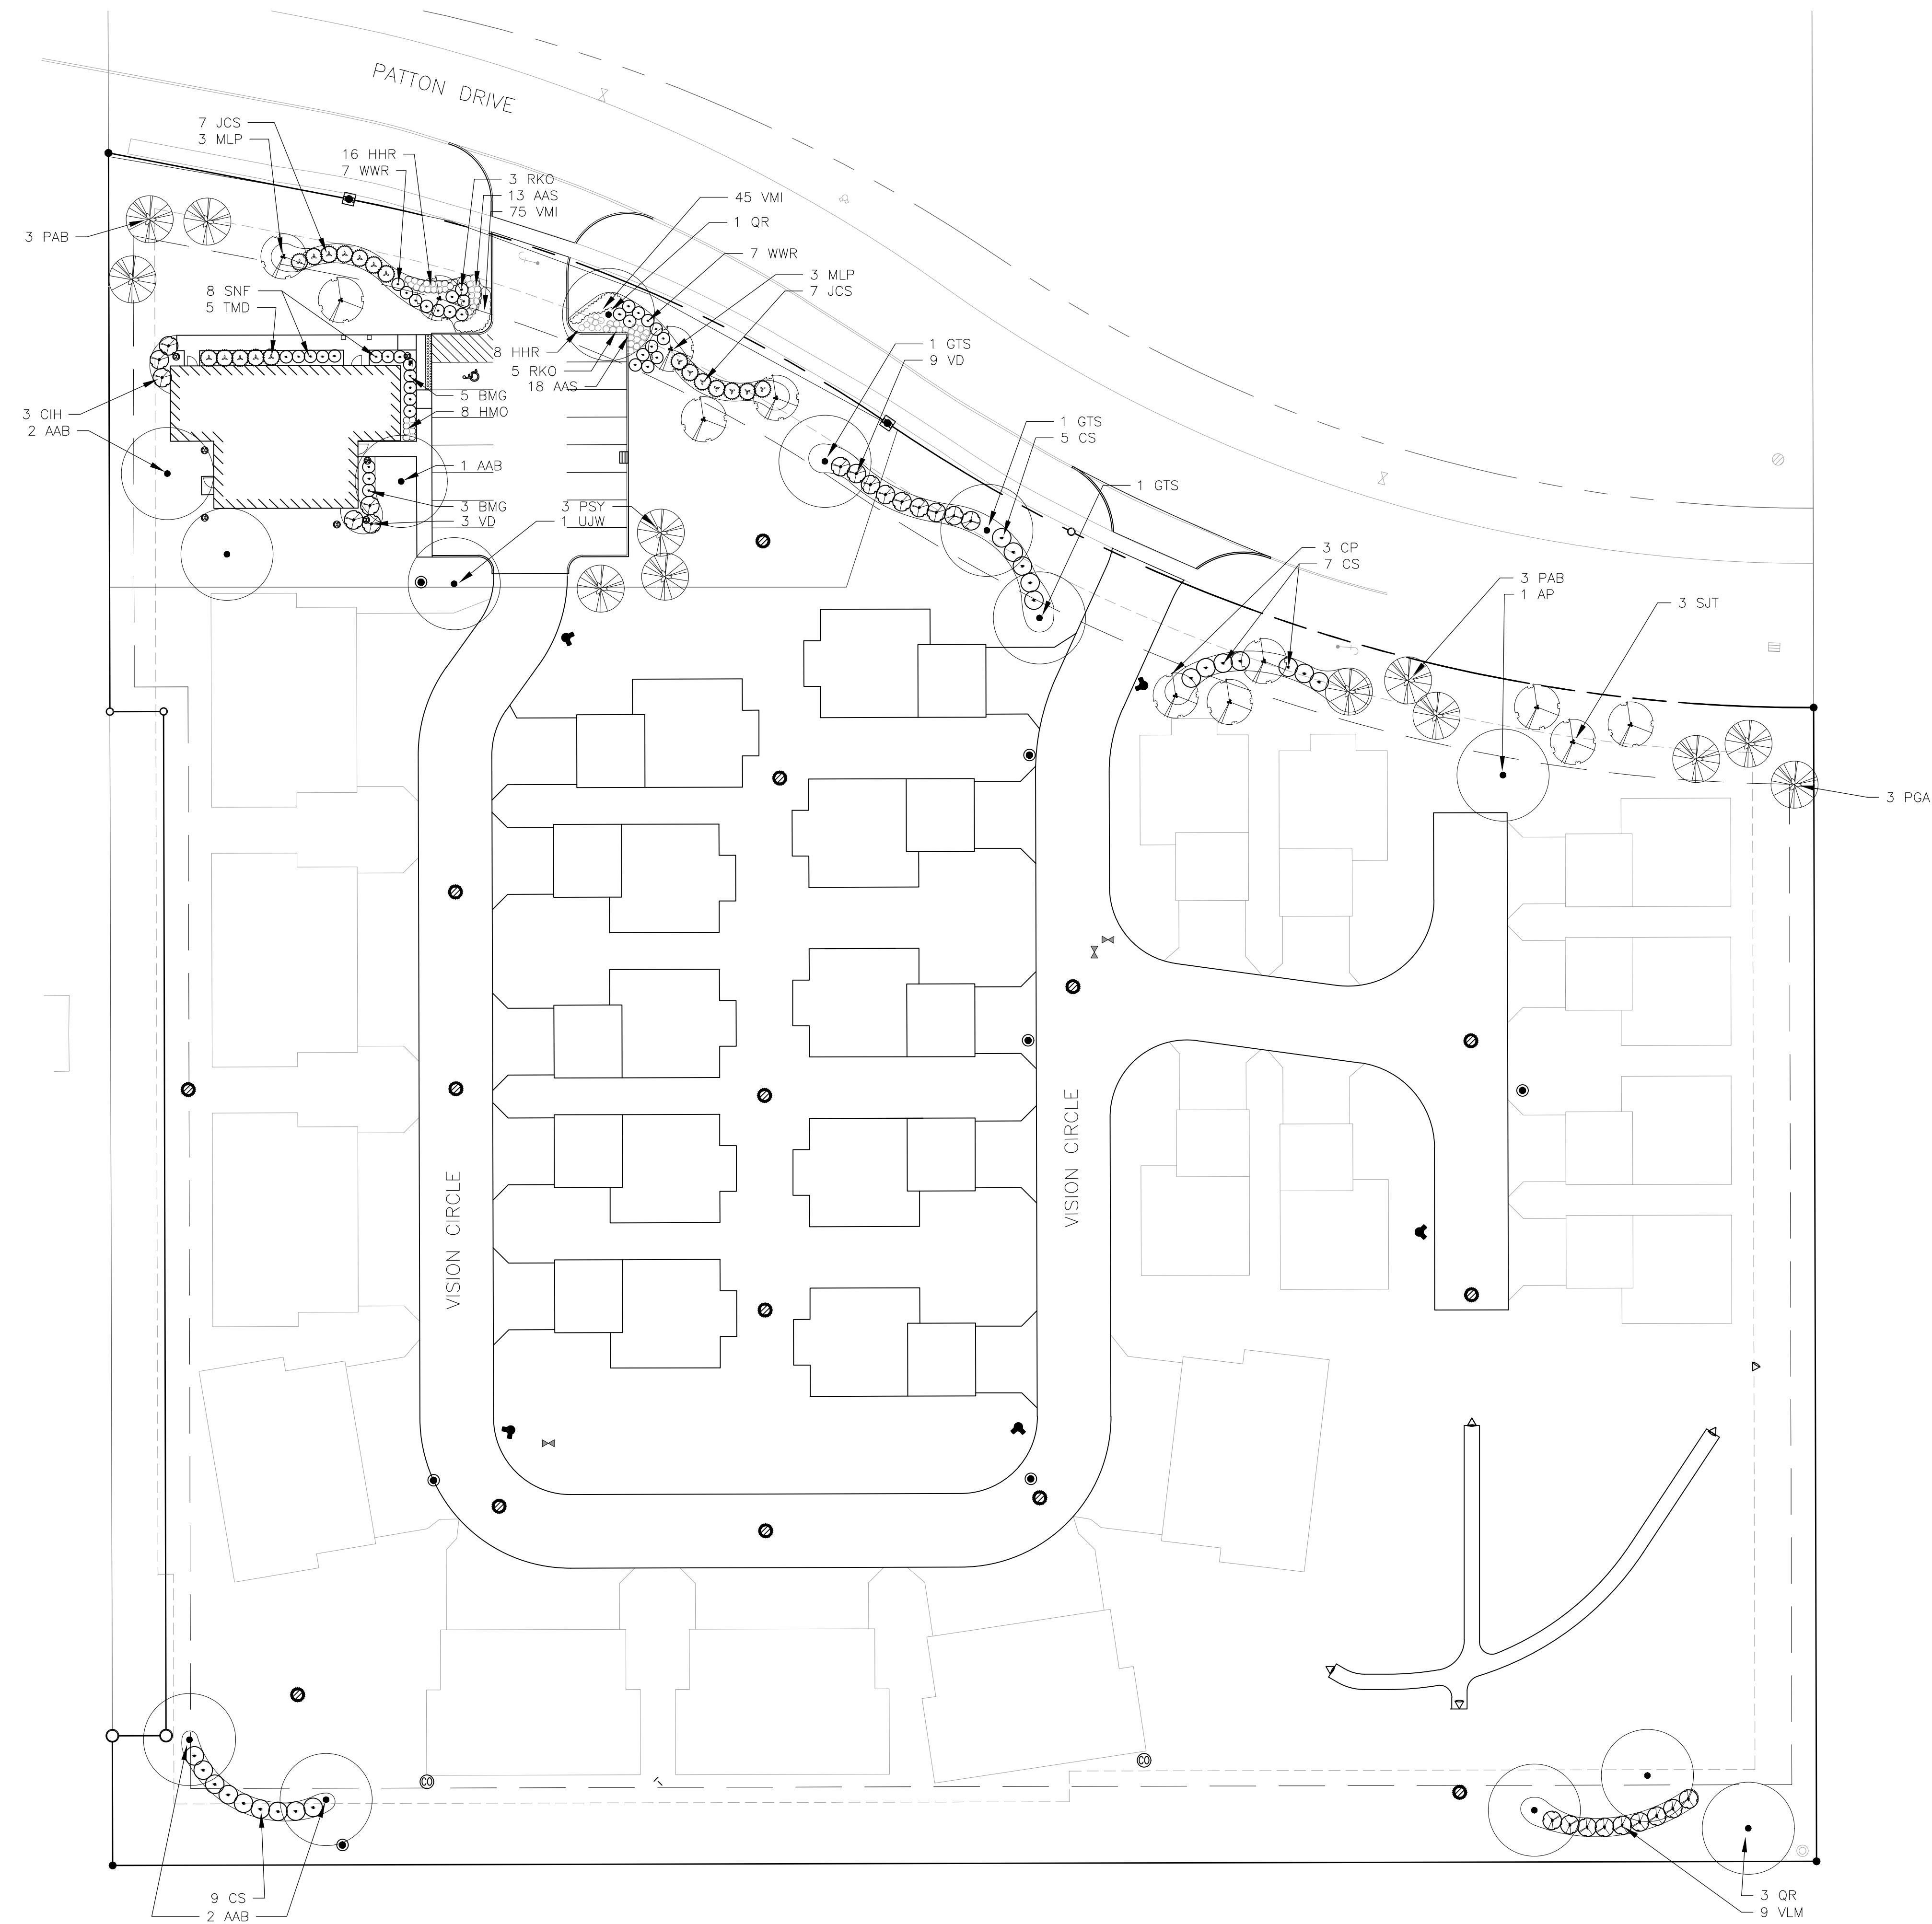 PATTON DRIVE
7 JCS
3 MLP
16 HHR
7 WWR
3 RKO
13 AAS
75 VMI
45 VMI
1 QR
7 WWR
3 MLP
7 JCS
3 PAB
8 SNF
5 TMD
8 HHR
5 RKO
18 AAS
1 GTS
9 VD
3 CIH
2 AAB
5 BMG
8 HMO
1 GTS
5 CS
1 AAB
1 GTS
3 BMG
3 VD
3 PSY
1 UJW
3 CP
7 CS
3 PAB
1 AP
3 SJT
3 PGA
VISION CIRCLE
VISION CIRCLE
CO
CO
9 CS
2 AAB
3 QR
9 VLM